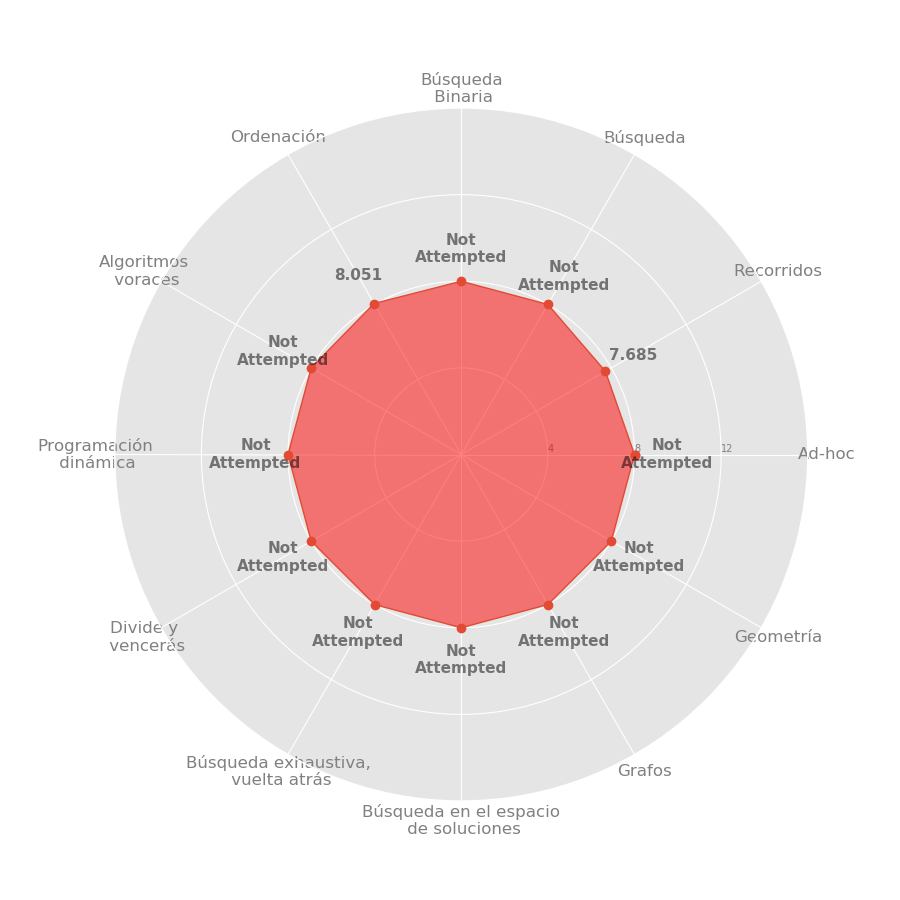 Búsqueda
Binaria
Ordenación
Búsqueda
Not
Attempted
Algoritmos
voraces
8.051
Not
Attempted
Recorridos
Not
Attempted
7.685
Programación
dinámica
Not
Attempted
4
8
12
Not
Attempted
Ad-hoc
Not
Attempted
Not
Attempted
Divide y
vencerás
Not
Attempted
Not
Attempted
Not
Attempted
Geometría
Búsqueda exhaustiva,
vuelta atrás
Grafos
Búsqueda en el espacio
de soluciones